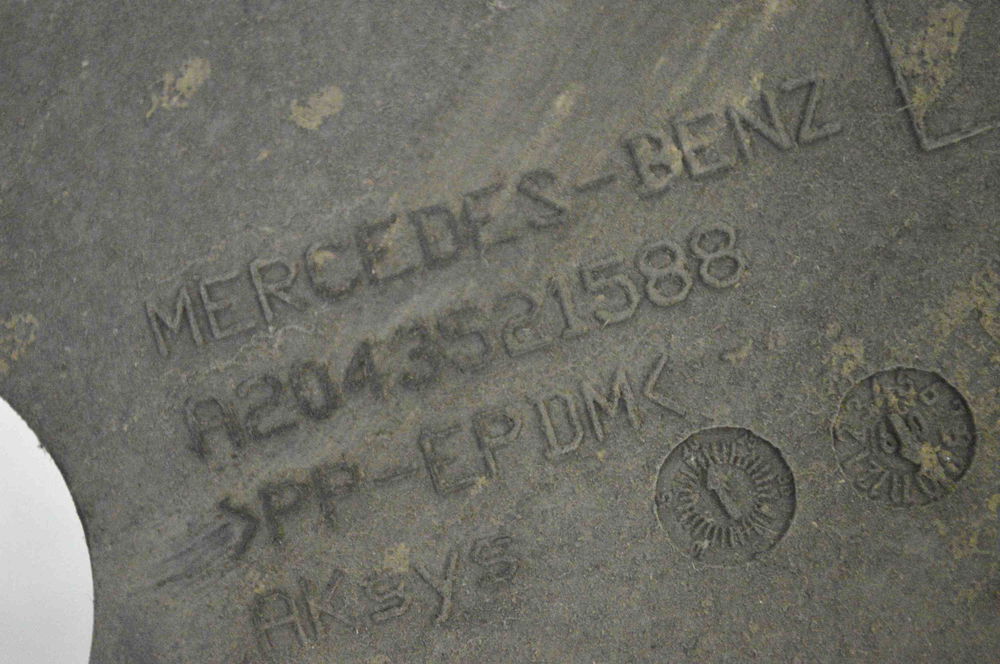 MERCEDES-BENZ
A2043521588
>PP-EPDM<
AKsys